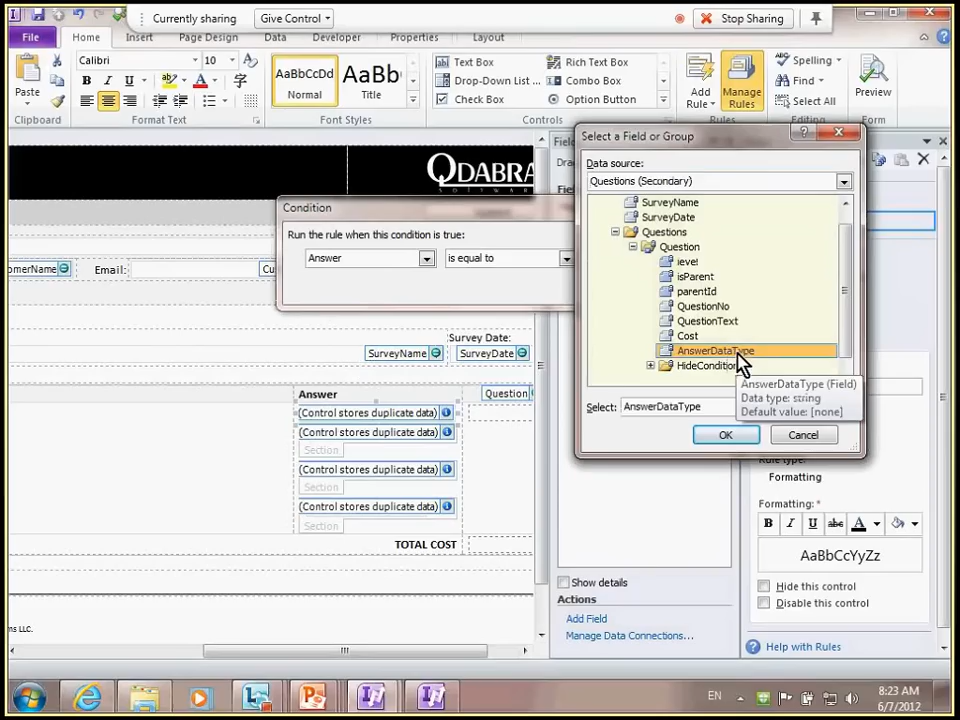 Currently sharing
Give Control
Stop Sharing
File
Home
Insert
Page Design
Data
Developer
Properties
Layout
Paste
Calibri
10
B I U
AaBbCcDd
Normal
AaBb
Title
Text Box
Rich Text Box
Drop-Down List ...
Combo Box
Check Box
Option Button
Add
Rule
Manage
Rules
Spelling
Find
Select All
Preview
Clipboard
Format Text
Font Styles
Controls
Rules
Form
QDABRA
SOFTWARE
Condition
Run the rule when this condition is true:
Answer
is equal to
Select a Field or Group
Data source:
Questions (Secondary)
SurveyName
SurveyDate
Questions
Question
level
isParent
parentId
QuestionNo
QuestionText
Cost
AnswerDataType
HideCondition
AnswerDataType (Field)
Data type: string
Default value: [none]
Select:
AnswerDataType
OK
Cancel
omerName
Email:
Survey Date:
SurveyName
SurveyDate
Answer
Question
(Control stores duplicate data)
(Control stores duplicate data)
Section
(Control stores duplicate data)
Section
(Control stores duplicate data)
Section
TOTAL COST
ms LLC.
Show details
Actions
Add Field
Manage Data Connections...
Rule type:
Formatting
Formatting: *
B I U abc A
AaBbCcYyZz
Hide this control
Disable this control
Help with Rules
EN
8:23 AM
6/7/2012